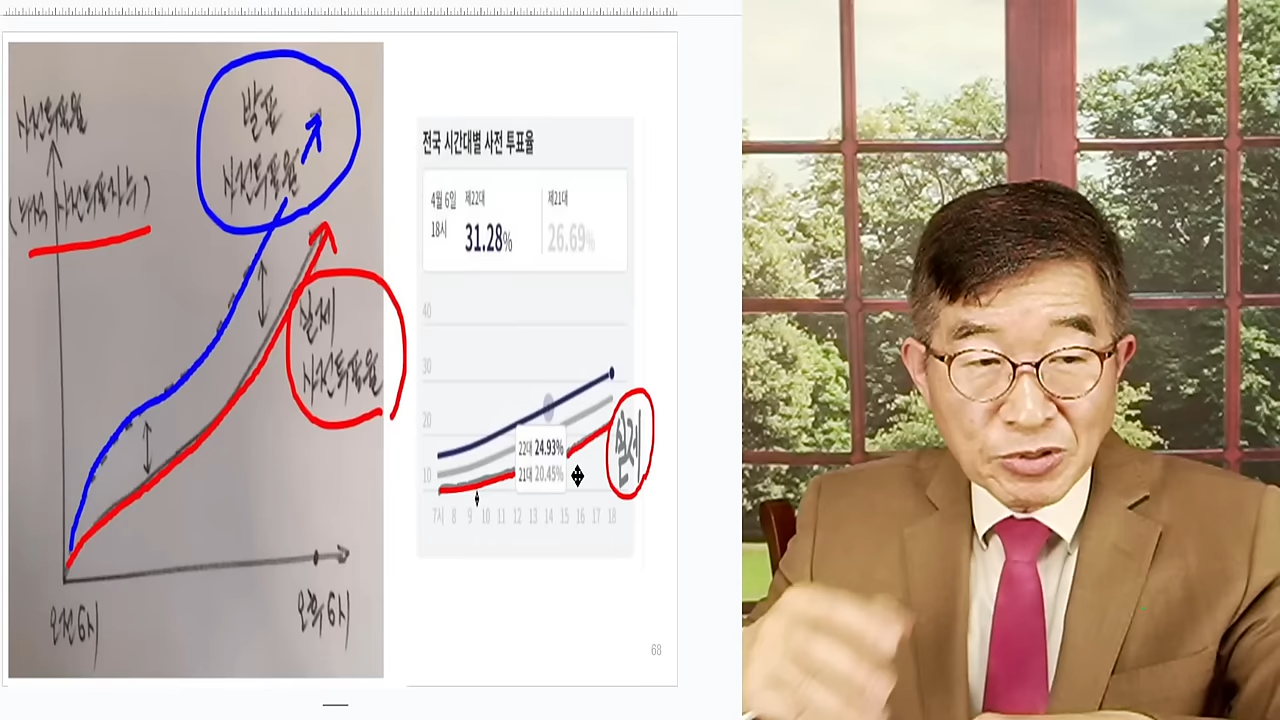 사전투표율
(누적 사전투표자수)
발표
사전투표율
실제
사전투표율
오전6시
오후6시
전국 시간대별 사전 투표율
4월 6일 제22대 제21대
18시 31.28% 26.69%
40
30
20
10
22대 24.93%
21대 20.45%
실제
7시 8 9 10 11 12 13 14 15 16 17 18
68